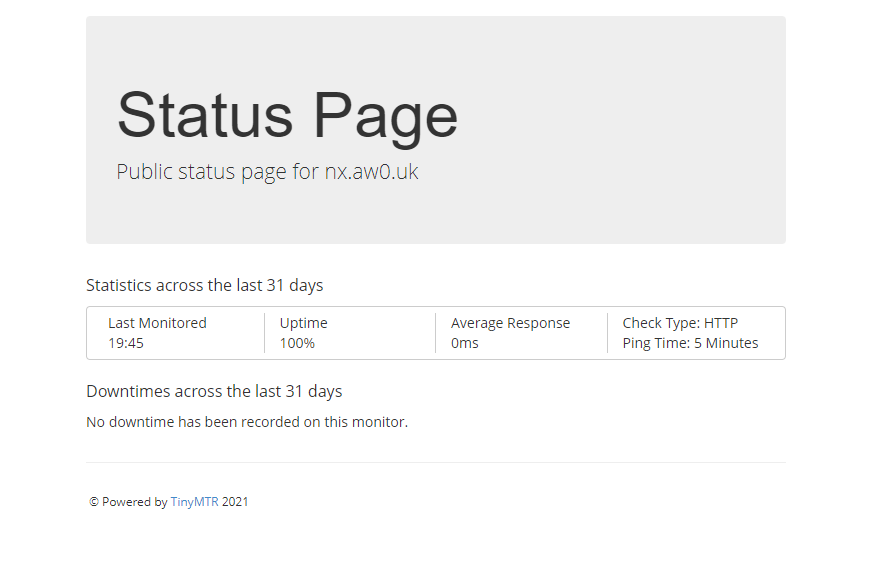 Status Page
Public status page for nx.aw0.uk
Statistics across the last 31 days
Last Monitored
19:45
Uptime
100%
Average Response
0ms
Check Type: HTTP
Ping Time: 5 Minutes
Downtimes across the last 31 days
No downtime has been recorded on this monitor.
© Powered by TinyMTR 2021